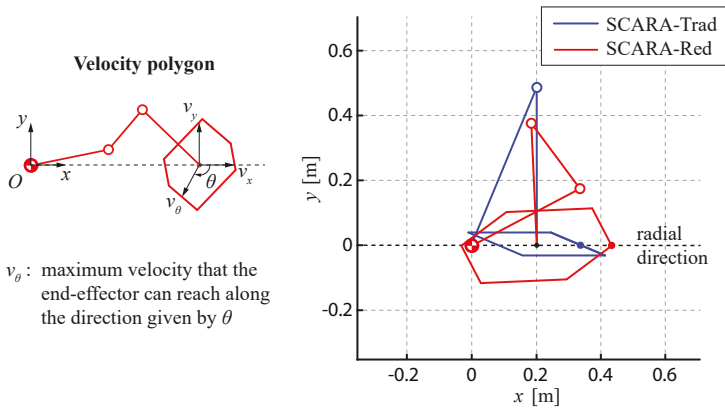 Velocity polygon
y
x
O
v_y
v_x
v_θ
θ
v_θ : maximum velocity that the
end-effector can reach along
the direction given by θ
SCARA-Trad
SCARA-Red
0.6
0.4
0.2
0
-0.2
y [m]
radial
direction
-0.2
0
0.2
0.4
0.6
x [m]